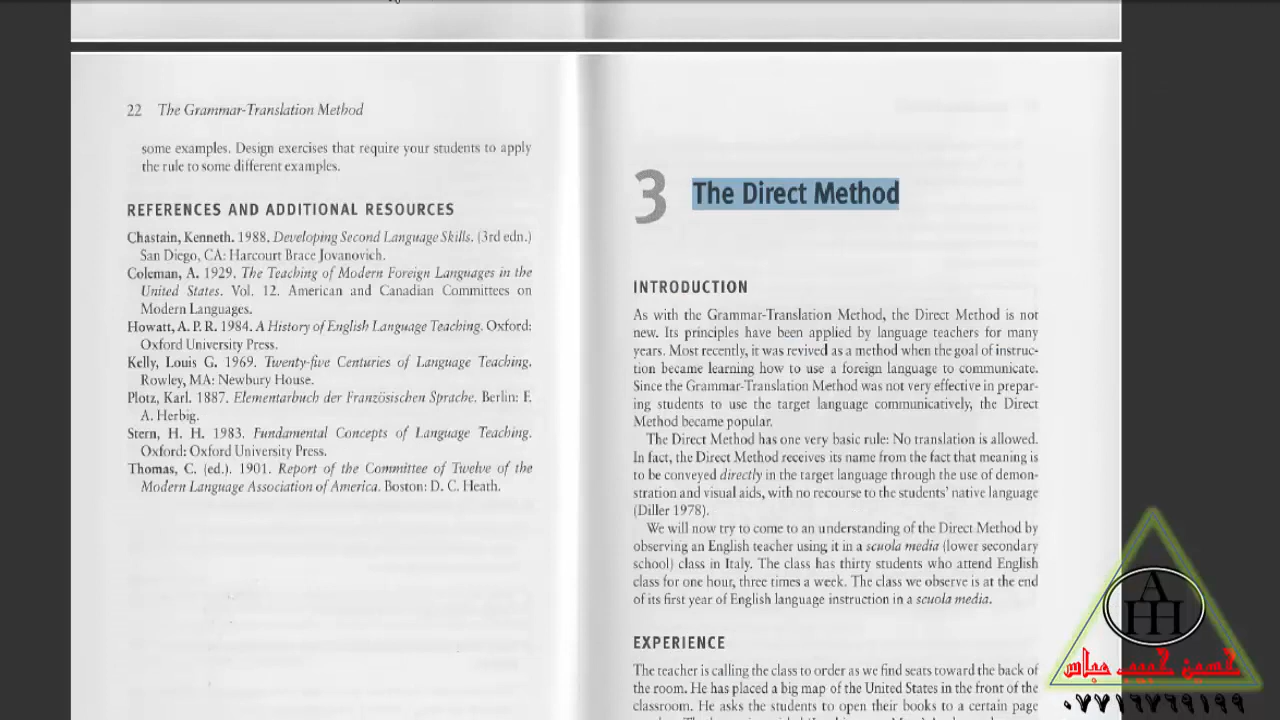 22 The Grammar-Translation Method
some examples. Design exercises that require your students to apply
the rule to some different examples.
REFERENCES AND ADDITIONAL RESOURCES
Chastain, Kenneth. 1988. Developing Second Language Skills. (3rd edn.)
San Diego, CA: Harcourt Brace Jovanovich.
Coleman, A. 1929. The Teaching of Modern Foreign Languages in the
United States. Vol. 12. American and Canadian Committees on
Modern Languages.
Howatt, A. P. R. 1984. A History of English Language Teaching. Oxford:
Oxford University Press.
Kelly, Louis G. 1969. Twenty-five Centuries of Language Teaching.
Rowley, MA: Newbury House.
Plotz, Karl. 1887. Elementarbuch der Französischen Sprache. Berlin: F.
A. Herbig.
Stern, H. H. 1983. Fundamental Concepts of Language Teaching.
Oxford: Oxford University Press.
Thomas, C. (ed.). 1901. Report of the Committee of Twelve of the
Modern Language Association of America. Boston: D. C. Heath.
3 The Direct Method
INTRODUCTION
As with the Grammar-Translation Method, the Direct Method is not
new. Its principles have been applied by language teachers for many
years. Most recently, it was revived as a method when the goal of instruc-
tion became learning how to use a foreign language to communicate.
Since the Grammar-Translation Method was not very effective in prepar-
ing students to use the target language communicatively, the Direct
Method became popular.
The Direct Method has one very basic rule: No translation is allowed.
In fact, the Direct Method receives its name from the fact that meaning is
to be conveyed directly in the target language through the use of demon-
stration and visual aids, with no recourse to the students' native language
(Diller 1978).
We will now try to come to an understanding of the Direct Method by
observing an English teacher using it in a scuola media (lower secondary
school) class in Italy. The class has thirty students who attend English
class for one hour, three times a week. The class we observe is at the end
of its first year of English language instruction in a scuola media.
EXPERIENCE
The teacher is calling the class to order as we find seats toward the back of
the room. He has placed a big map of the United States in the front of the
classroom. He asks the students to open their books to a certain page
AHH
حسين حبيب عباس
٠٧٧١٦٧٦٩١٩٩